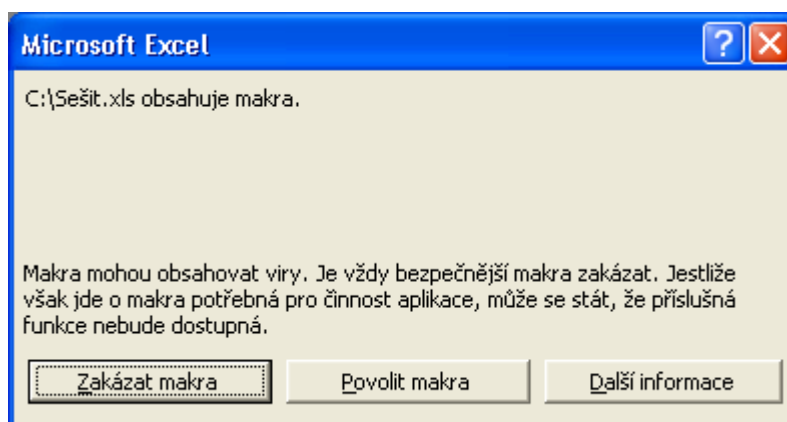 Microsoft Excel
C:\Sešit.xls obsahuje makra.
Makra mohou obsahovat viry. Je vždy bezpečnější makra zakázat. Jestliže
však jde o makra potřebná pro činnost aplikace, může se stát, že příslušná
funkce nebude dostupná.
Zakázat makra Povolit makra Další informace